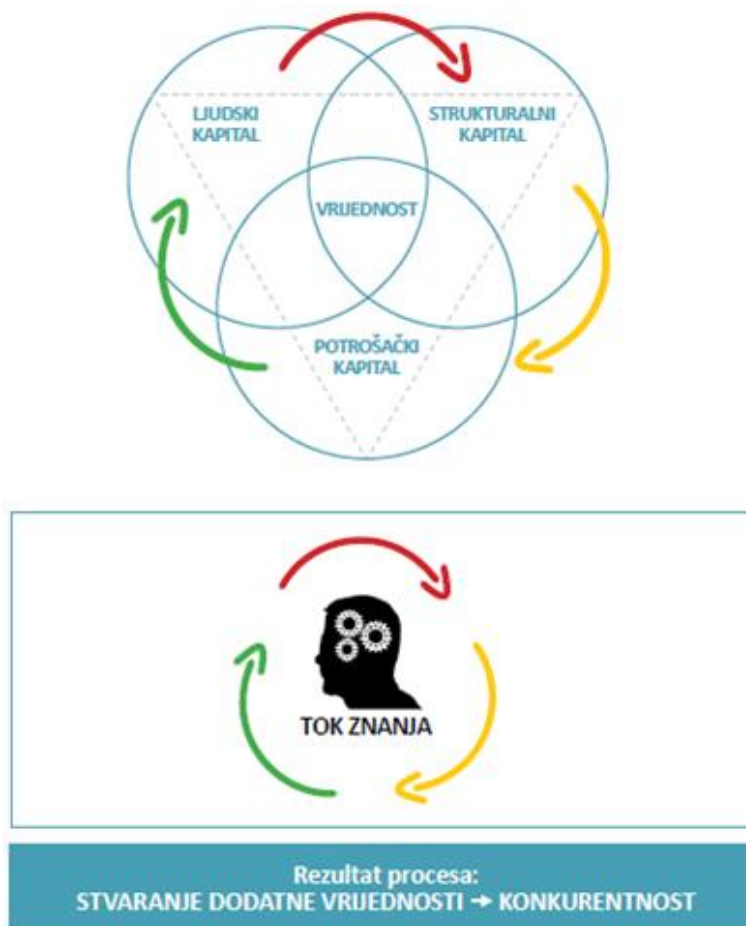 LJUDSKI
KAPITAL
STRUKTURALNI
KAPITAL
VRIJEDNOST
POTROŠAČKI
KAPITAL
TOK ZNANJA
Rezultat procesa:
STVARANJE DODATNE VRIJEDNOSTI → KONKURENTNOST